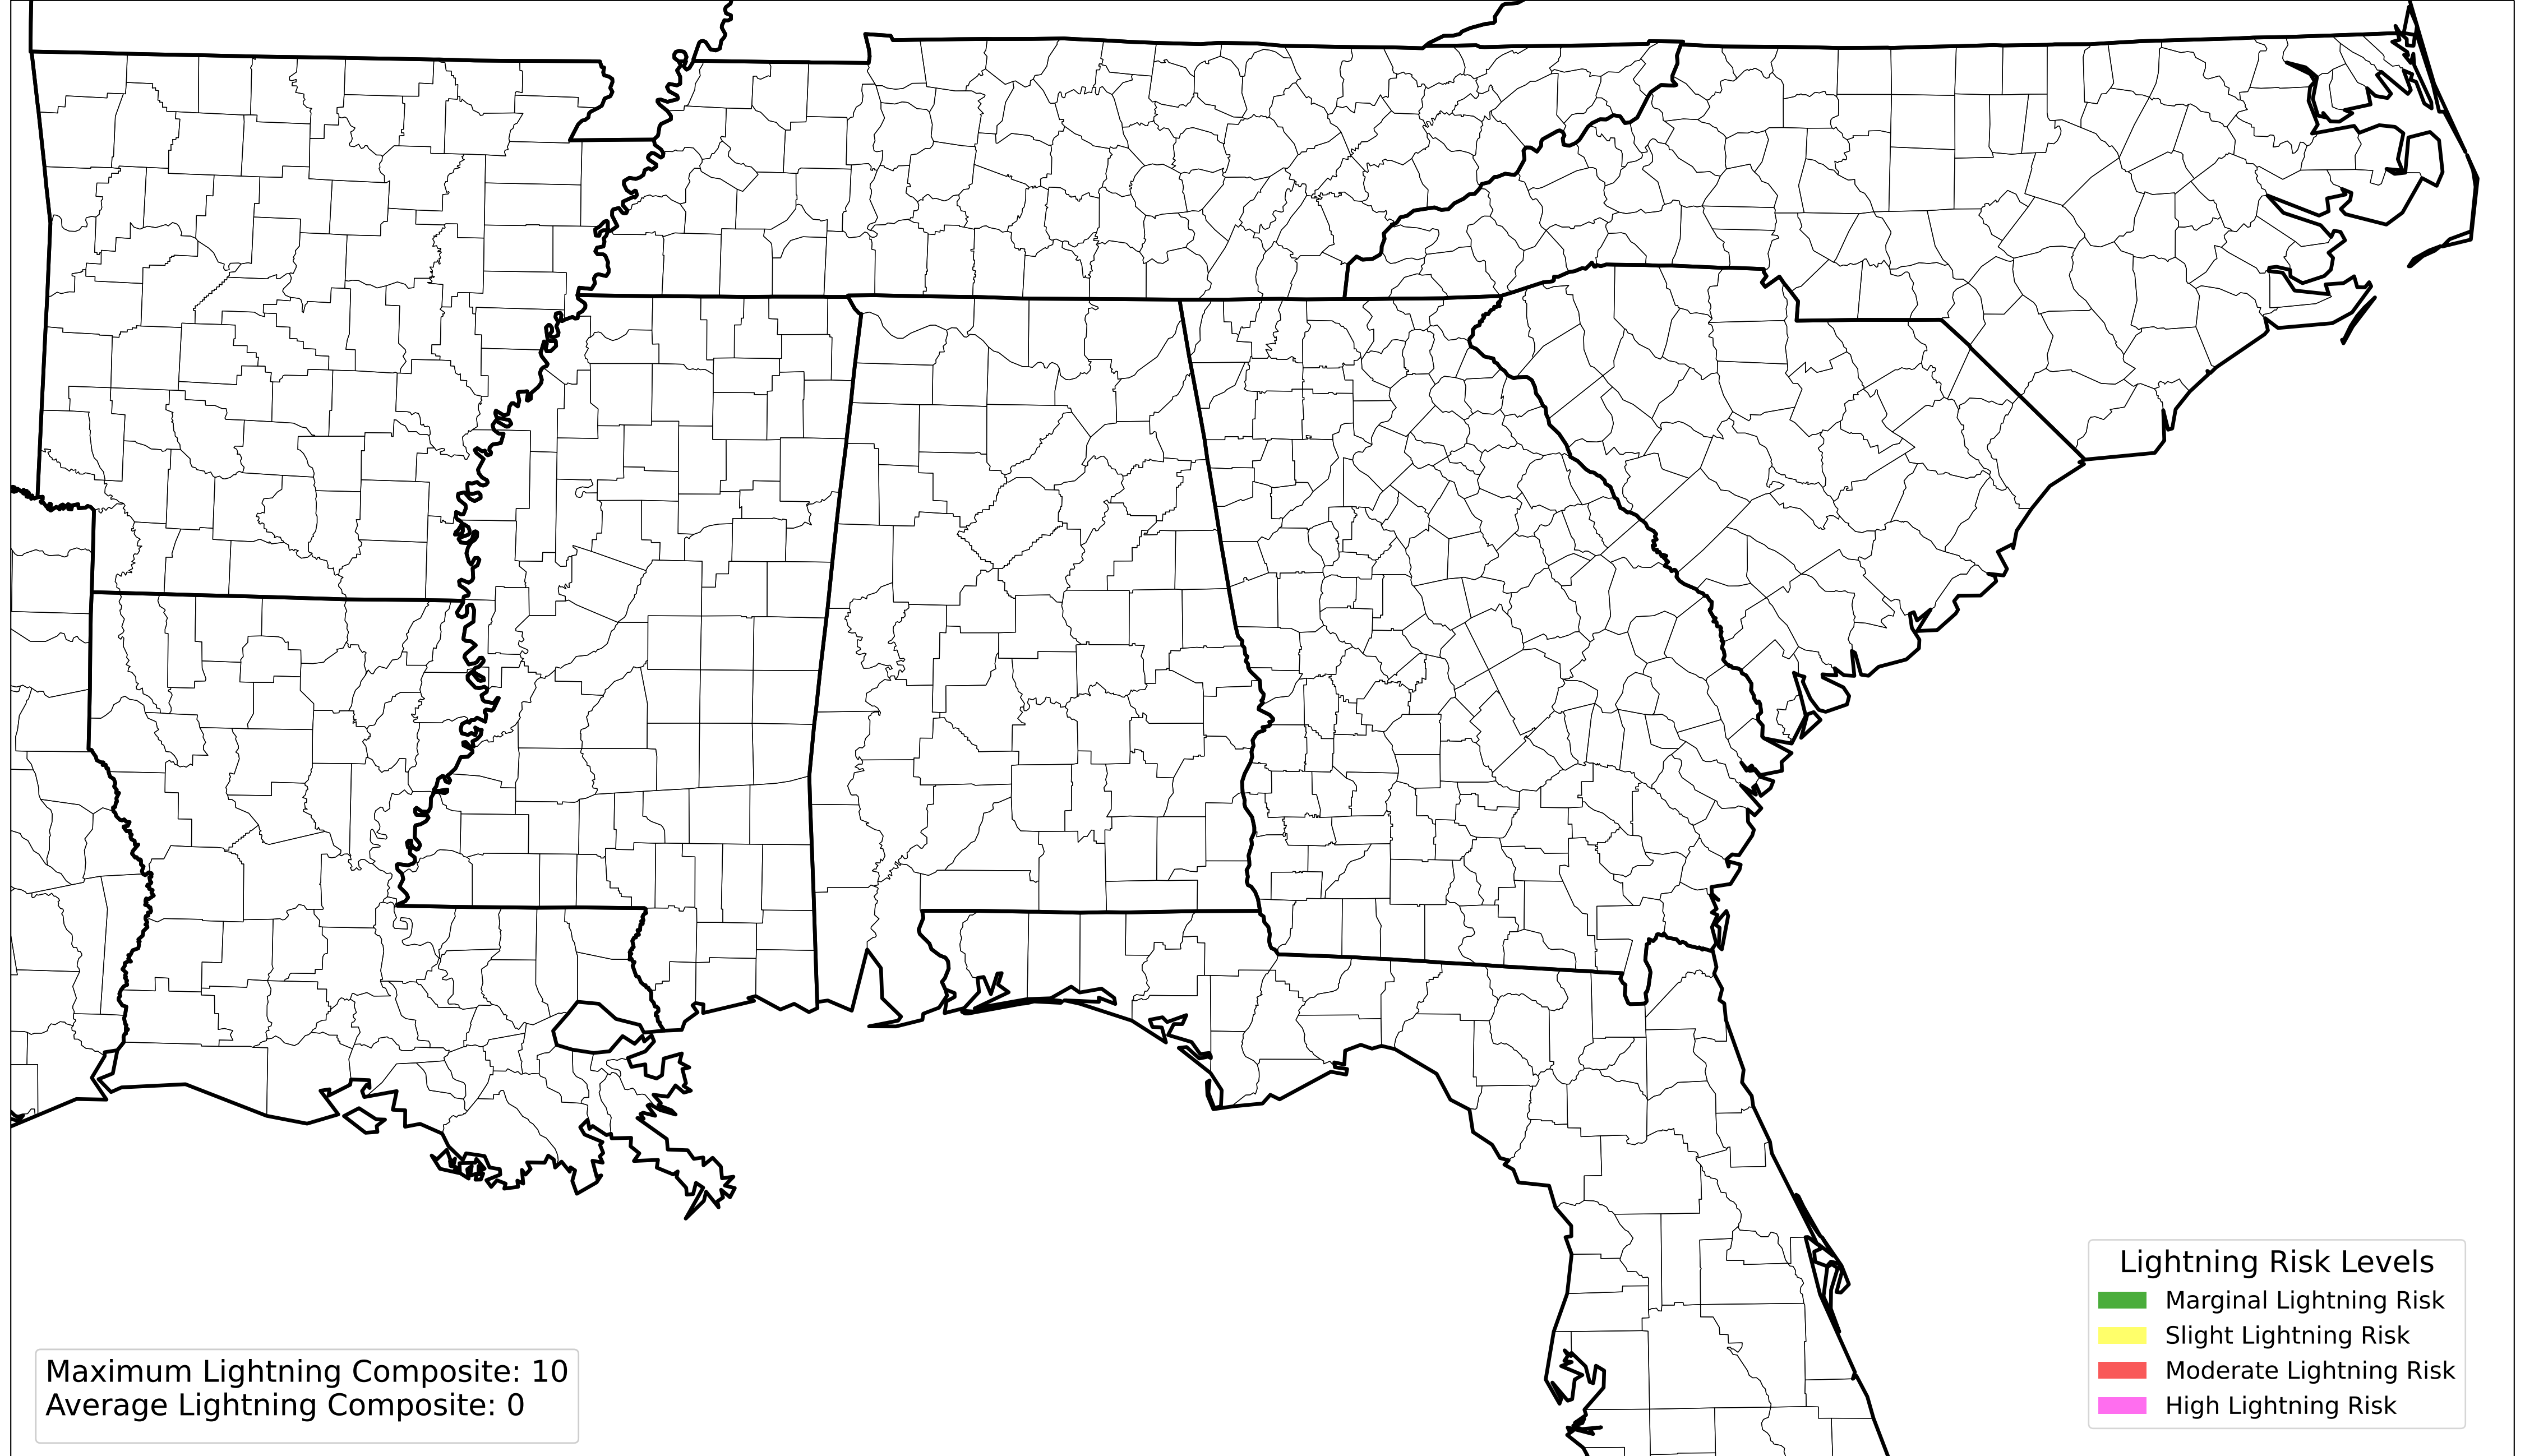 Maximum Lightning Composite: 10
Average Lightning Composite: 0
Lightning Risk Levels
Marginal Lightning Risk
Slight Lightning Risk
Moderate Lightning Risk
High Lightning Risk